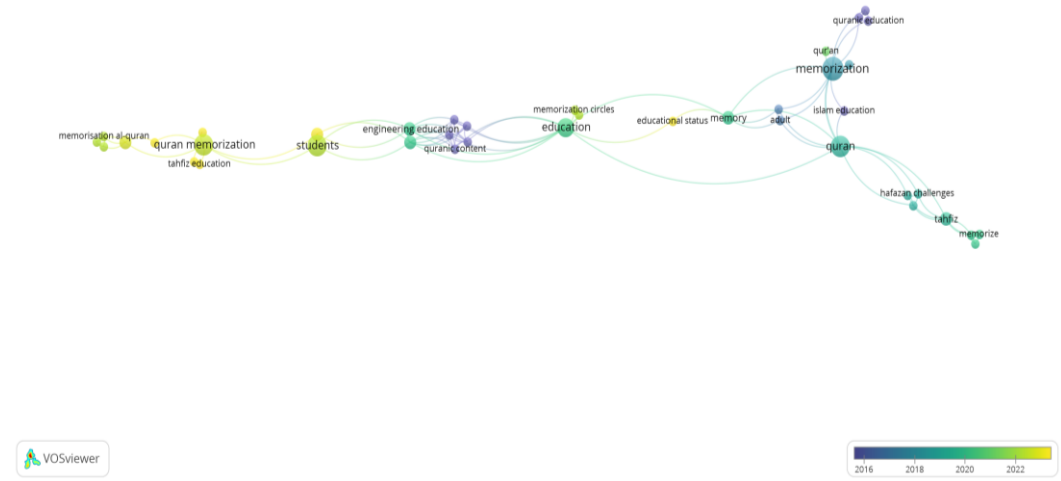 quranic education
quran
memorization
memorization circles
islam education
educational status
memory
adult
engineering education
education
memorisation al-quran
quran memorization
students
quranic content
quran
tahfiz education
hafazan challenges
tahfiz
memorize
VOSviewer
2016
2018
2020
2022